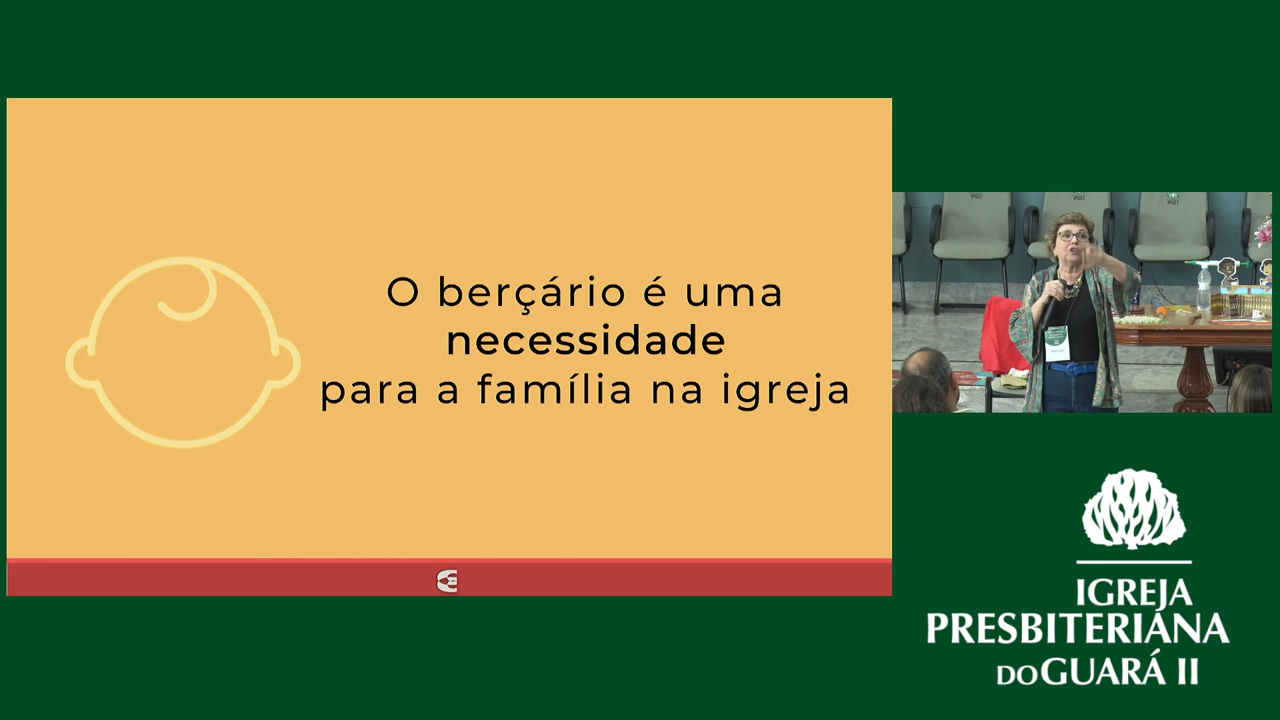 O berçário é uma
necessidade
para a família na igreja
IGREJA
PRESBITERIANA
DO GUARÁ II